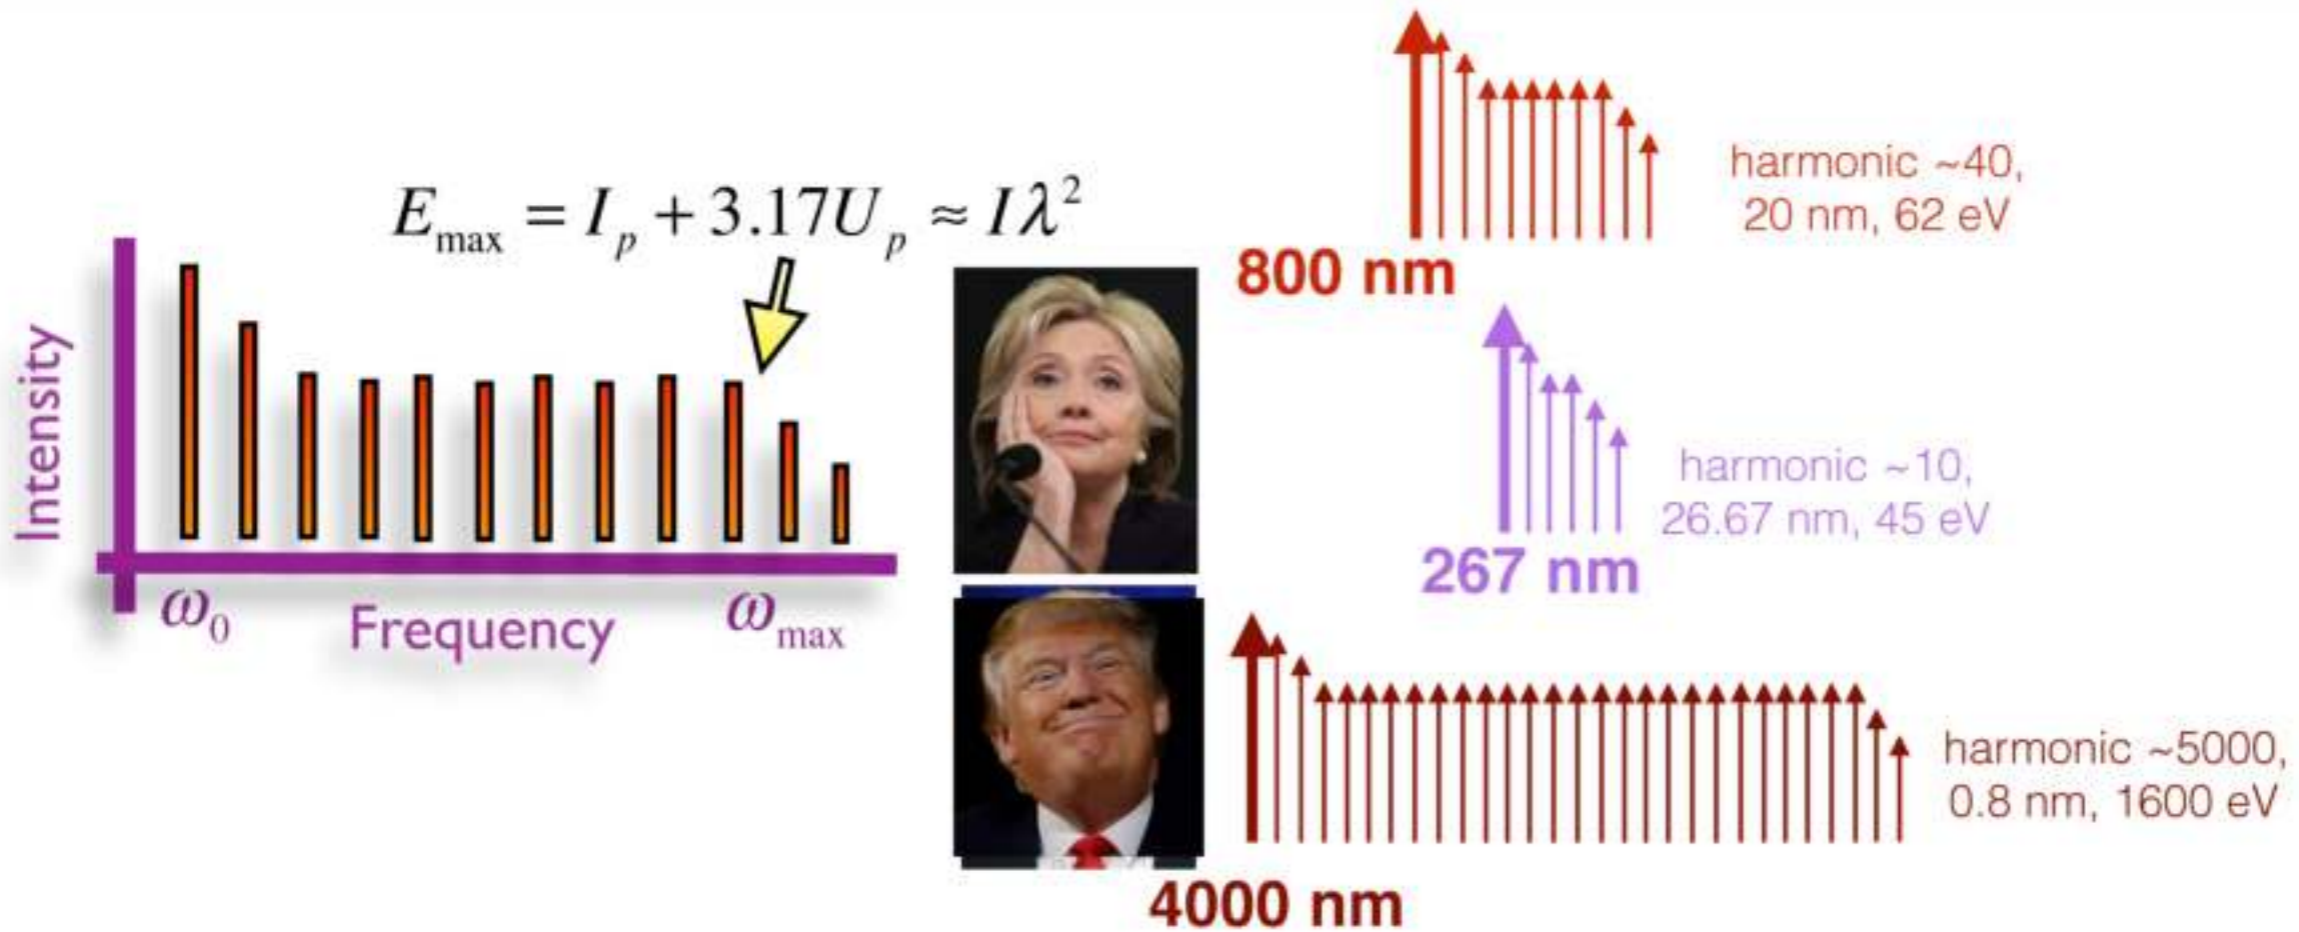 E_max = I_p + 3.17U_p ≈ Iλ²
Intensity
ω₀
Frequency
ω_max
harmonic ~40,
20 nm, 62 eV
800 nm
harmonic ~10,
26.67 nm, 45 eV
267 nm
harmonic ~5000,
0.8 nm, 1600 eV
4000 nm